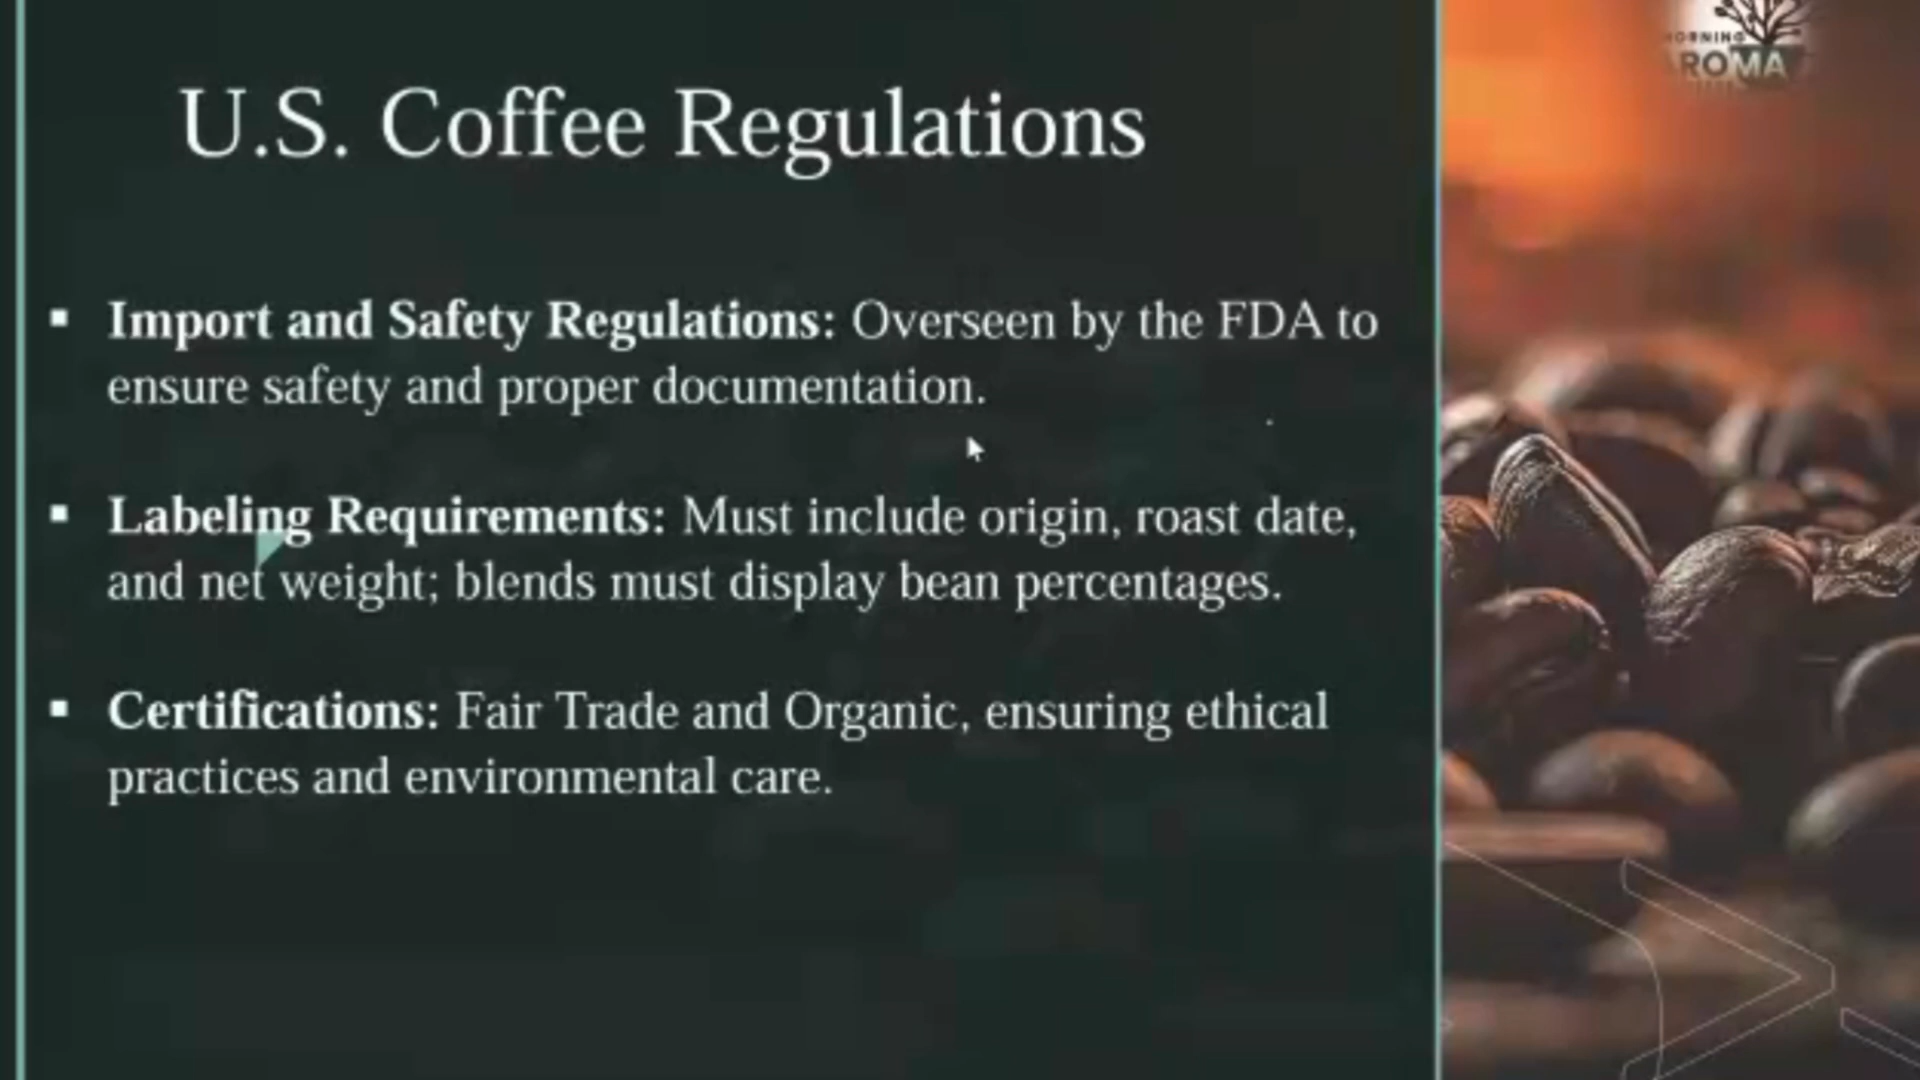 ORNING
ROMA
U.S. Coffee Regulations
▪ Import and Safety Regulations: Overseen by the FDA to
ensure safety and proper documentation.
▪ Labeling Requirements: Must include origin, roast date,
and net weight; blends must display bean percentages.
▪ Certifications: Fair Trade and Organic, ensuring ethical
practices and environmental care.